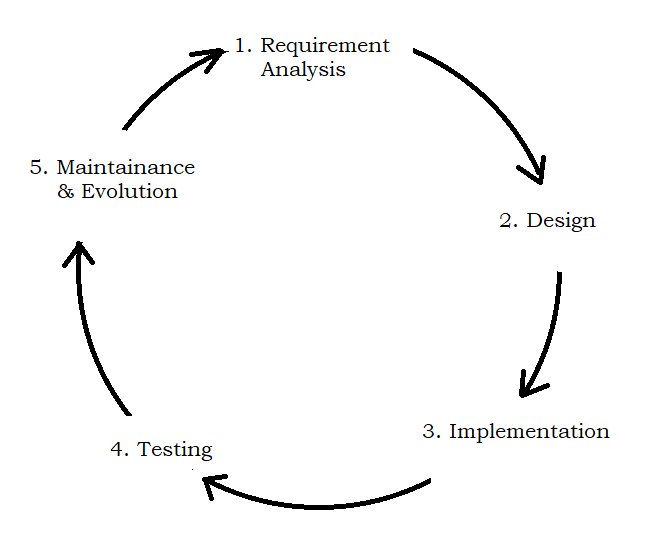 1. Requirement
Analysis
2. Design
3. Implementation
4. Testing
5. Maintainance
& Evolution